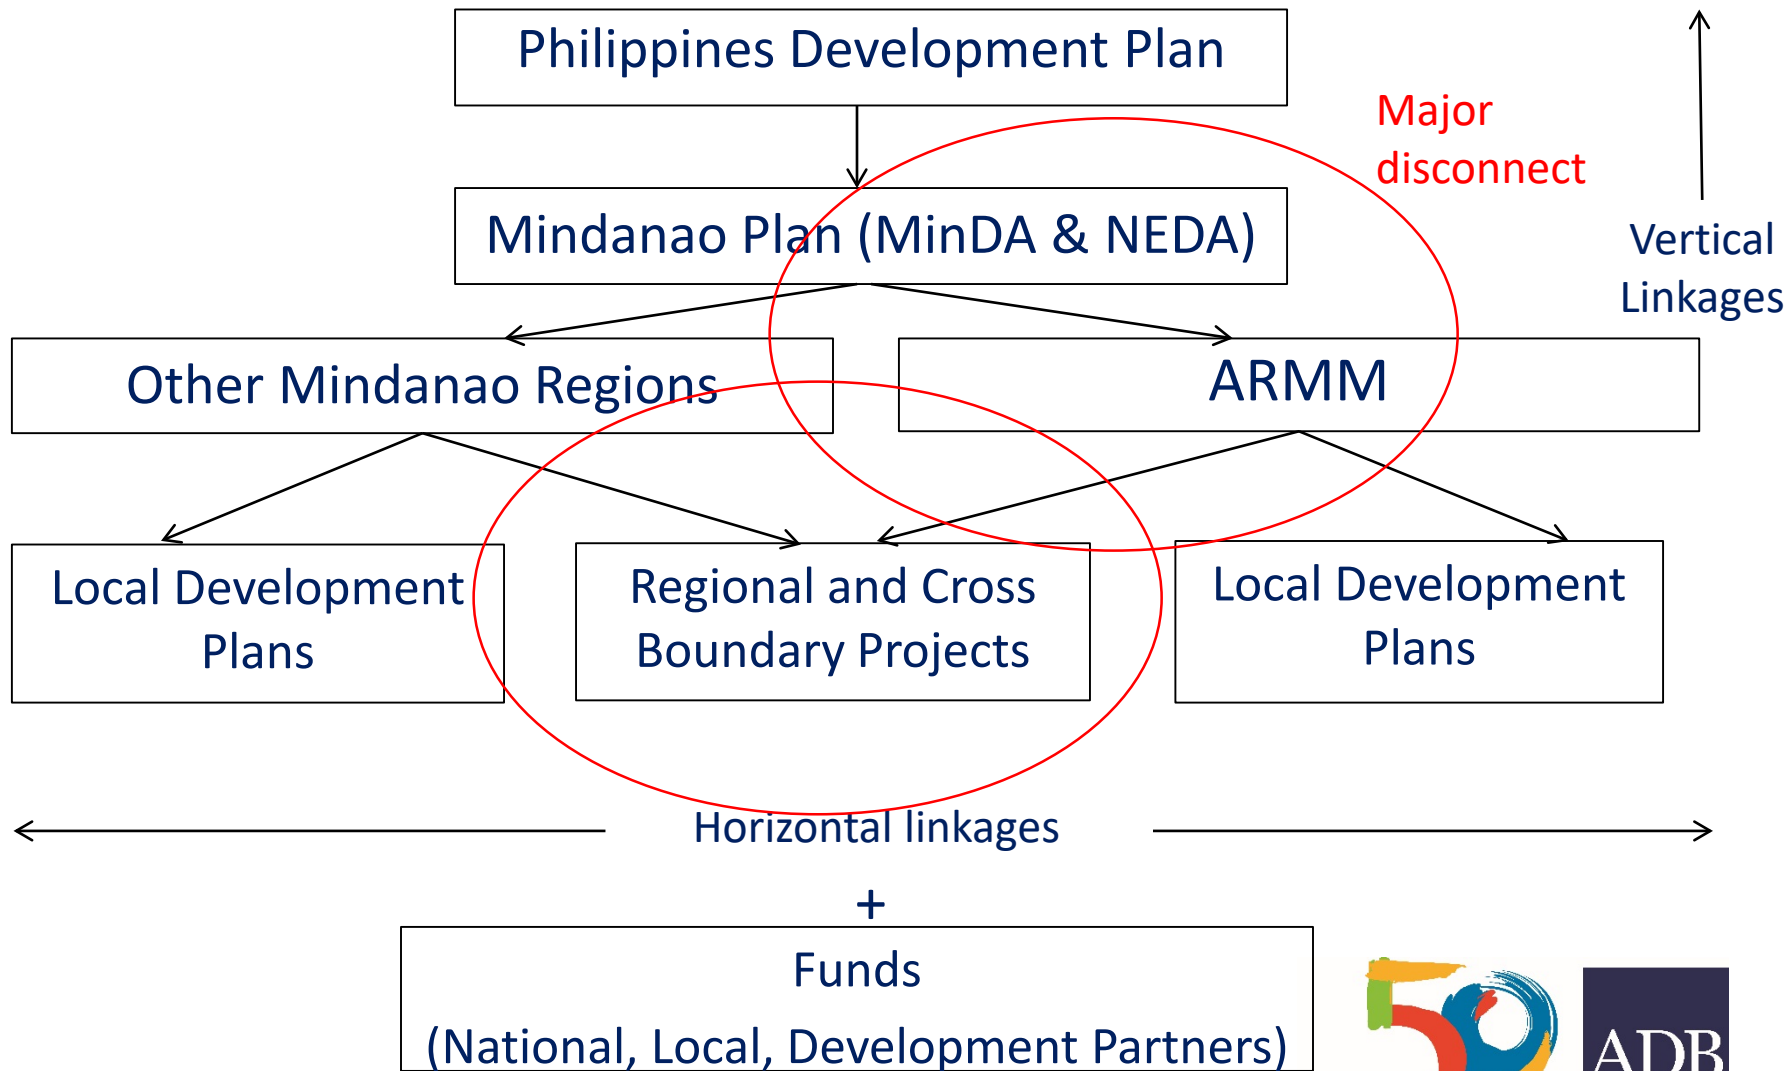 Philippines Development Plan
Major
disconnect
Mindanao Plan (MinDA & NEDA)
Vertical
Linkages
Other Mindanao Regions
ARMM
Local Development
Plans
Regional and Cross
Boundary Projects
Local Development
Plans
Horizontal linkages
+
Funds
(National, Local, Development Partners)
50
ADB